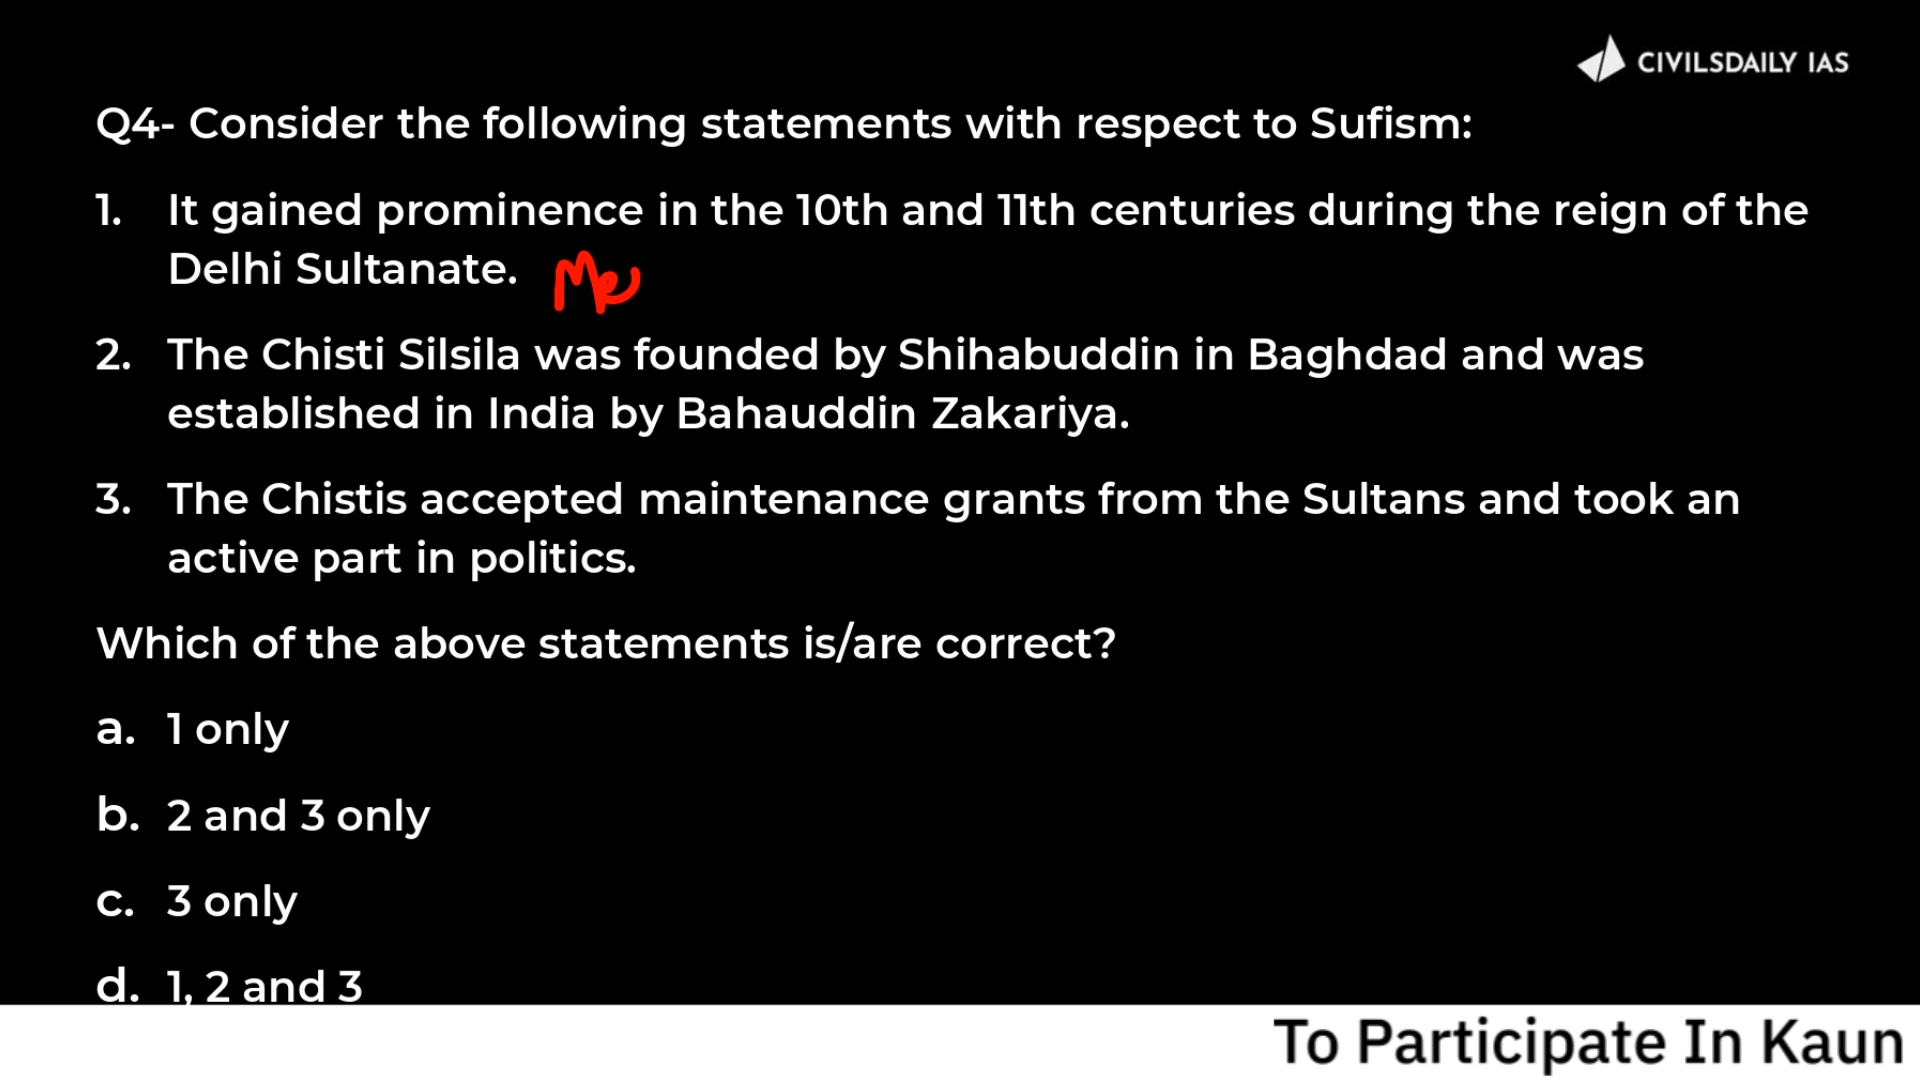 CIVILSDAILY IAS
Q4- Consider the following statements with respect to Sufism:
1. It gained prominence in the 10th and 11th centuries during the reign of the
Delhi Sultanate.
Me
2. The Chisti Silsila was founded by Shihabuddin in Baghdad and was
established in India by Bahauddin Zakariya.
3. The Chistis accepted maintenance grants from the Sultans and took an
active part in politics.
Which of the above statements is/are correct?
a. 1 only
b. 2 and 3 only
c. 3 only
d. 1, 2 and 3
To Participate In Kaun